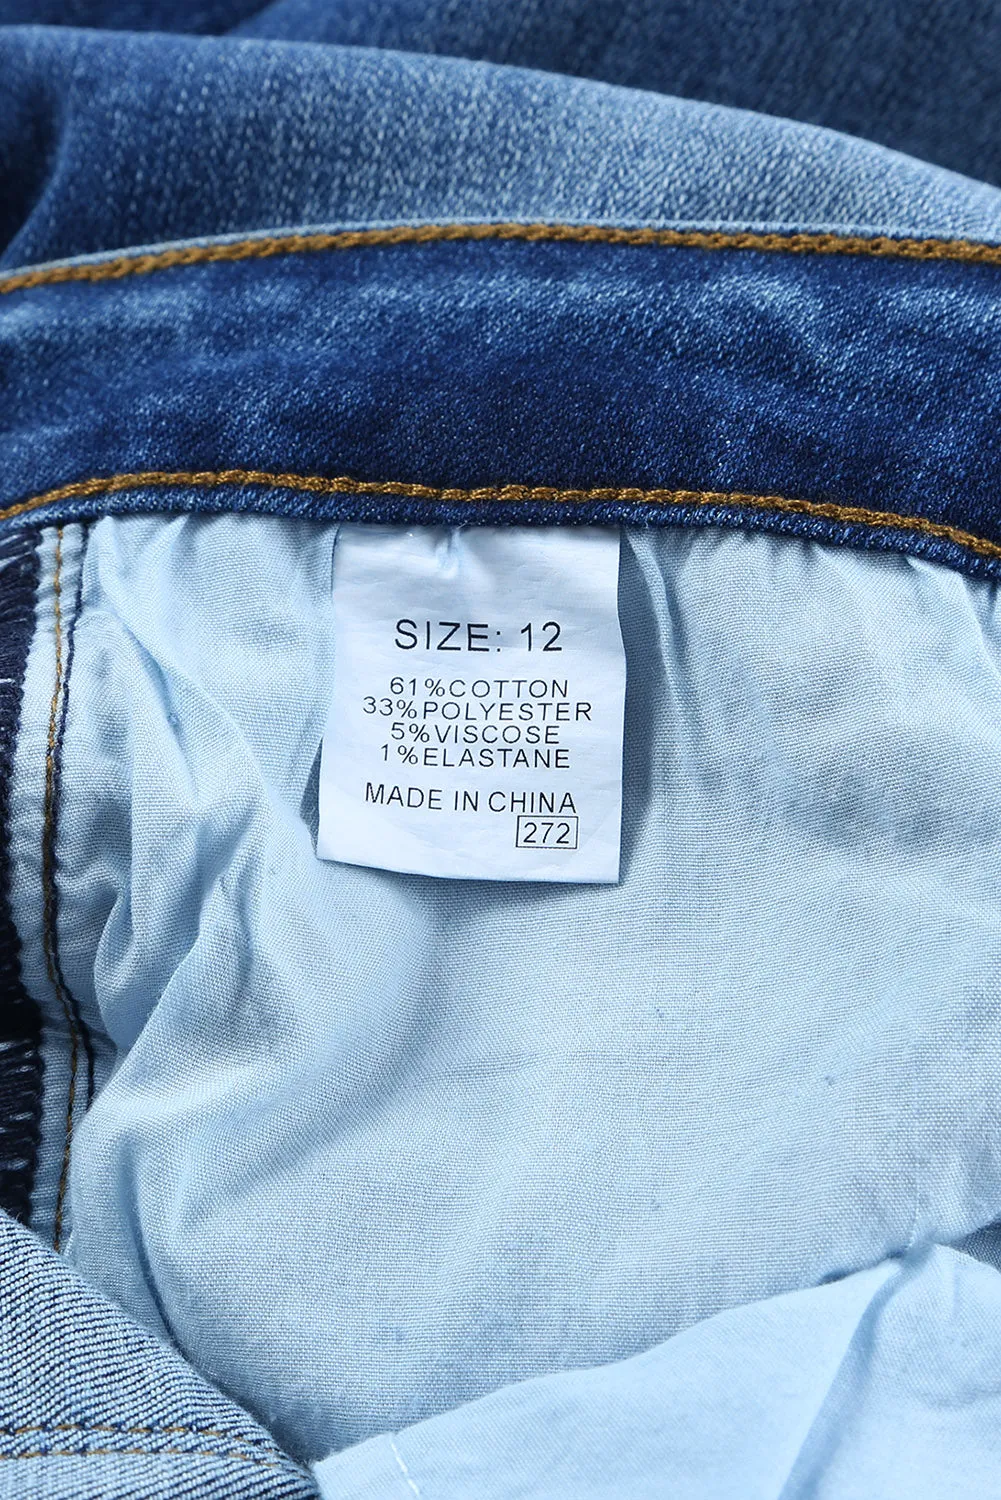 SIZE: 12
61%COTTON
33%POLYESTER
5%VISCOSE
1%ELASTANE
MADE IN CHINA
272